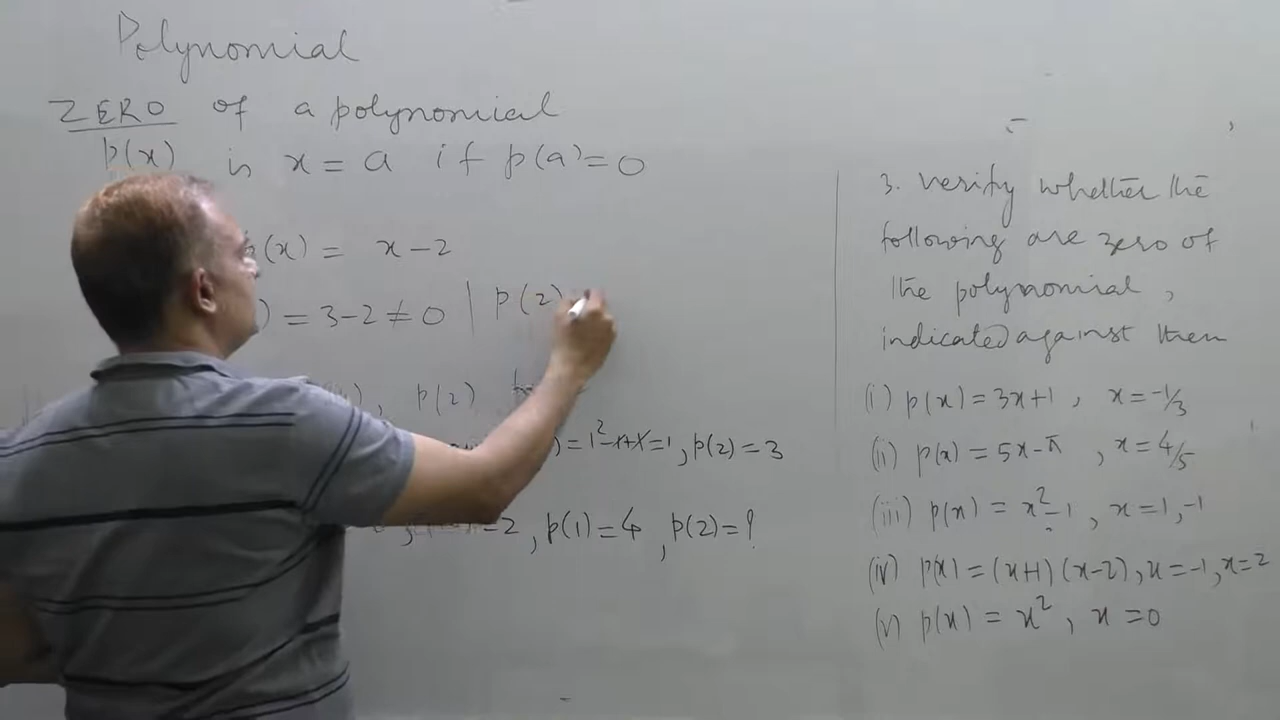 Polynomial
ZERO of a polynomial
p(x) is x = a if p(a) = 0
(x) = x - 2
) = 3 - 2 ≠ 0 | p(2)
), p(2)
) = 1² - 1 + 1 = 1, p(2) = 3
= 2, p(1) = 4, p(2) = ?
3. Verify whether the
following are zero of
the polynomial,
indicated against them
(i) p(x) = 3x + 1, x = -1/3
(ii) p(x) = 5x - π, x = 4/5
(iii) p(x) = x² - 1, x = 1, -1
(iv) p(x) = (x+1) (x-2), x = -1, x = 2
(v) p(x) = x², x = 0